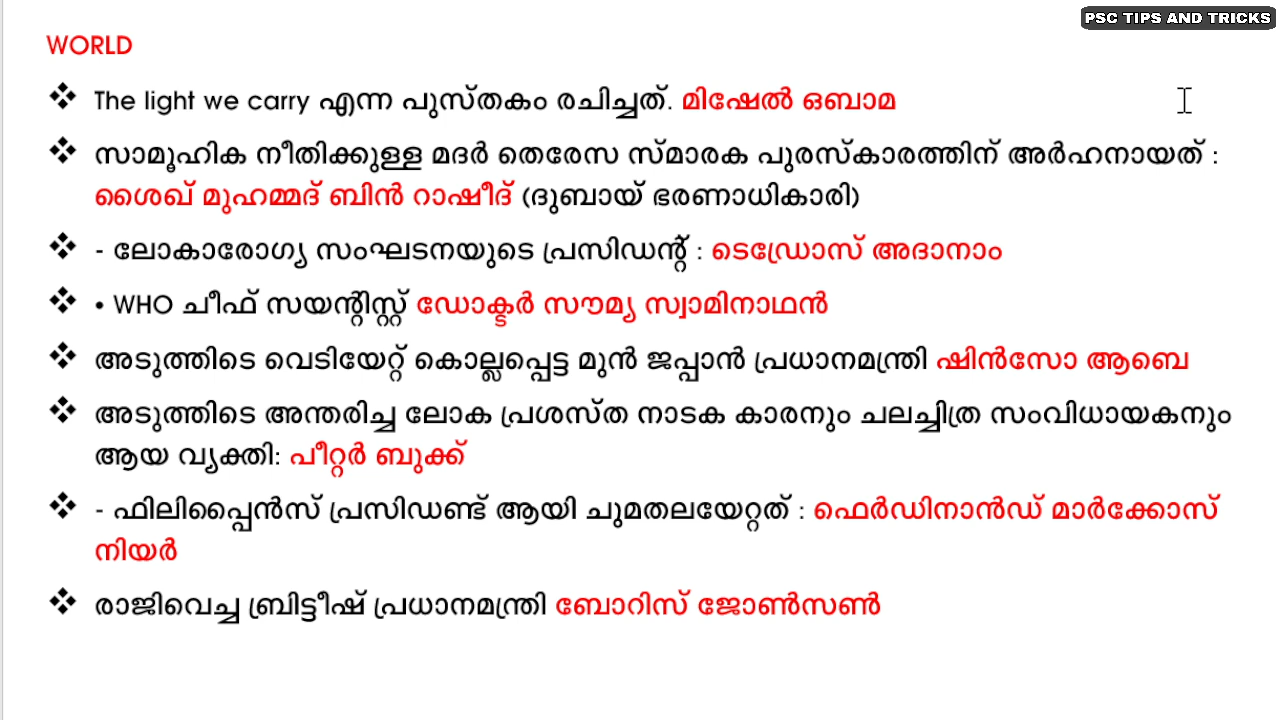 PSC TIPS AND TRICKS
WORLD
❖ The light we carry എന്ന പുസ്തകം രചിച്ചത്. മിഷേൽ ഒബാമ
❖ സാമൂഹിക നീതിക്കുള്ള മദർ തെരേസ സ്മാരക പുരസ്കാരത്തിന് അർഹനായത് :
ശൈഖ് മുഹമ്മദ് ബിൻ റാഷീദ് (ദുബായ് ഭരണാധികാരി)
❖ - ലോകാരോഗ്യ സംഘടനയുടെ പ്രസിഡന്റ് : ടെഡ്രോസ് അദാനാം
❖ • WHO ചീഫ് സയന്റിസ്റ്റ് ഡോക്ടർ സൗമ്യ സ്വാമിനാഥൻ
❖ അടുത്തിടെ വെടിയേറ്റ് കൊല്ലപ്പെട്ട മുൻ ജപ്പാൻ പ്രധാനമന്ത്രി ഷിൻസോ ആബെ
❖ അടുത്തിടെ അന്തരിച്ച ലോക പ്രശസ്ത നാടക കാരനും ചലച്ചിത്ര സംവിധായകനും
ആയ വ്യക്തി: പീറ്റർ ബുക്ക്
❖ - ഫിലിപ്പൈൻസ് പ്രസിഡണ്ട് ആയി ചുമതലയേറ്റത് : ഫെർഡിനാൻഡ് മാർക്കോസ്
നിയർ
❖ രാജിവെച്ച ബ്രിട്ടീഷ് പ്രധാനമന്ത്രി ബോറിസ് ജോൺസൺ